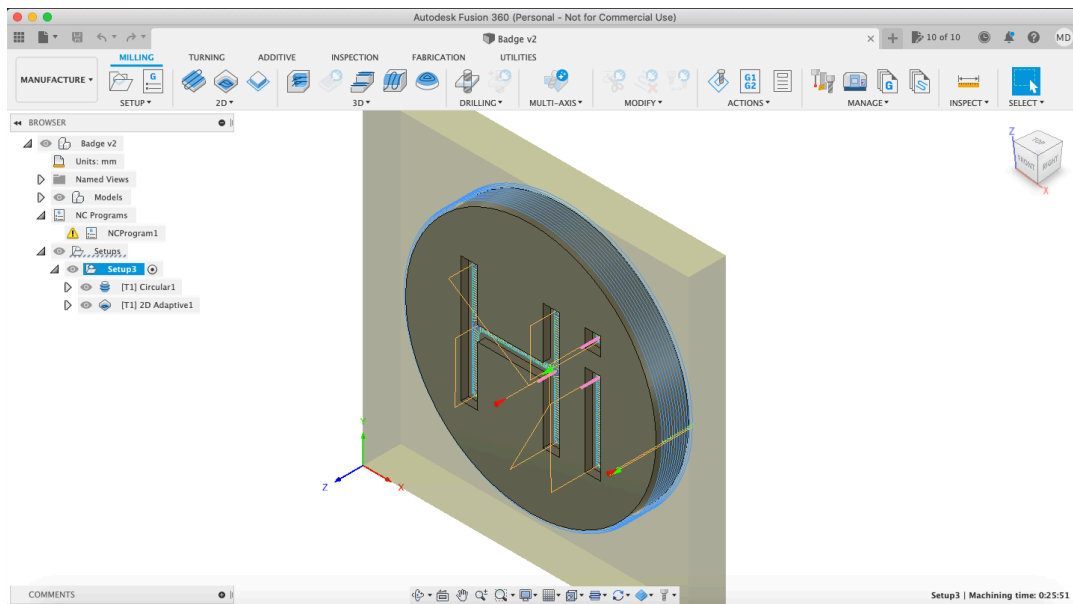 Autodesk Fusion 360 (Personal - Not for Commercial Use)
Badge v2
10 of 10
MD
MILLING TURNING ADDITIVE INSPECTION FABRICATION UTILITIES
MANUFACTURE
G
G1
G2
G
SETUP 2D 3D DRILLING MULTI-AXIS MODIFY ACTIONS MANAGE INSPECT SELECT
BROWSER
Badge v2
Units: mm
Named Views
Models
NC Programs
NCProgram1
Setups
Setup3
[T1] Circular1
[T1] 2D Adaptive1
Z
TOP
FRONT RIGHT
X
Hi
Y
Z X
COMMENTS
Setup3 | Machining time: 0:25:51